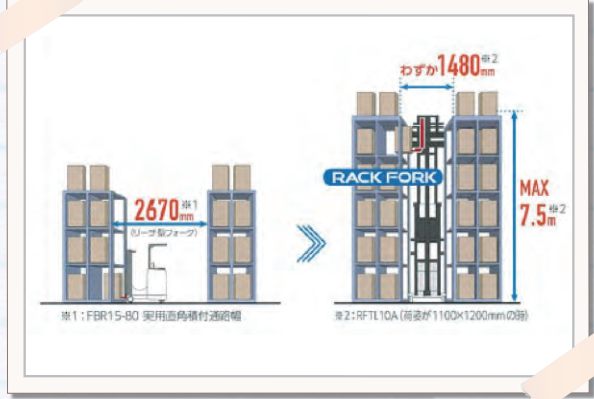 わずか1480mm※2
RACK FORK
MAX
7.5m※2
2670mm※1
(リーチ型フォーク)
※1：FBR15-80 実用直角積付通路幅
※2：RFTL10A（荷姿が1100×1200mmの時）